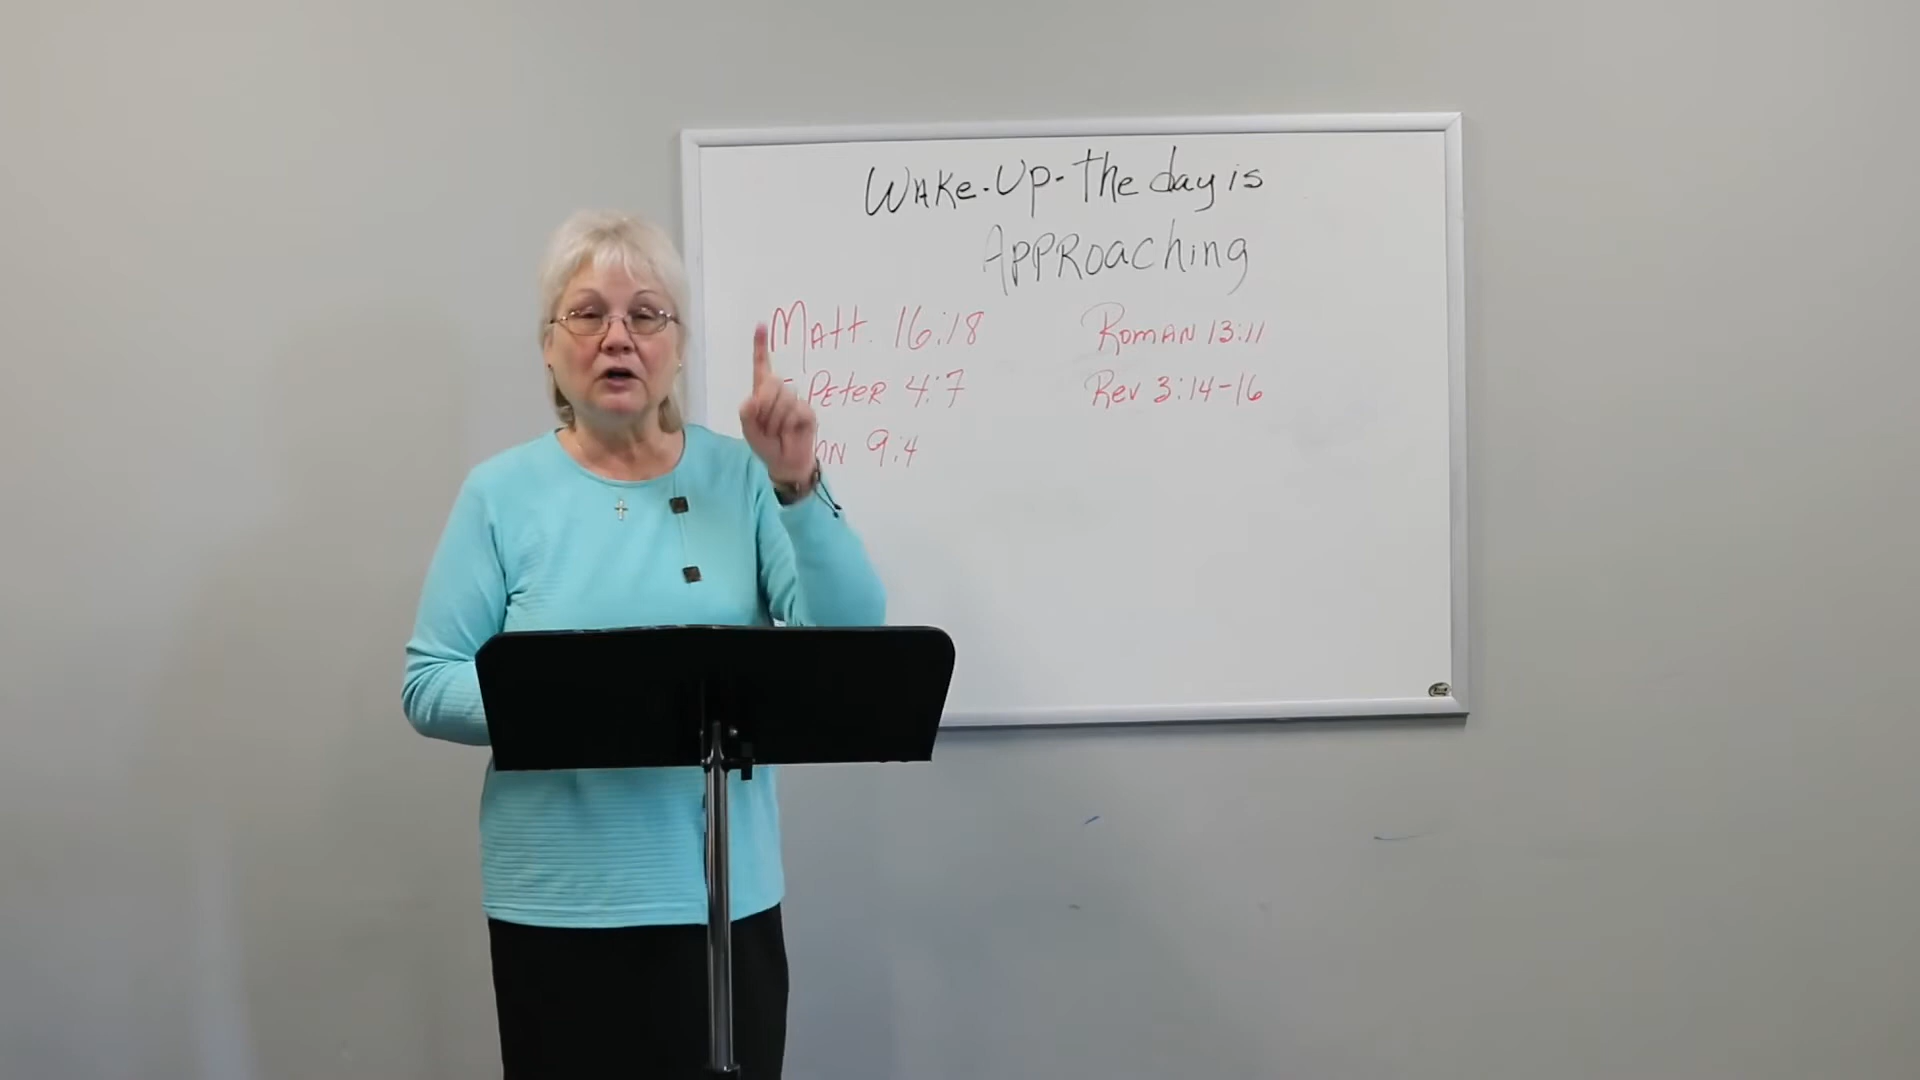 Wake-Up-The day is
Approaching
Matt. 16:18
Peter 4:7
9:4
Roman 13:11
Rev 3:14-16